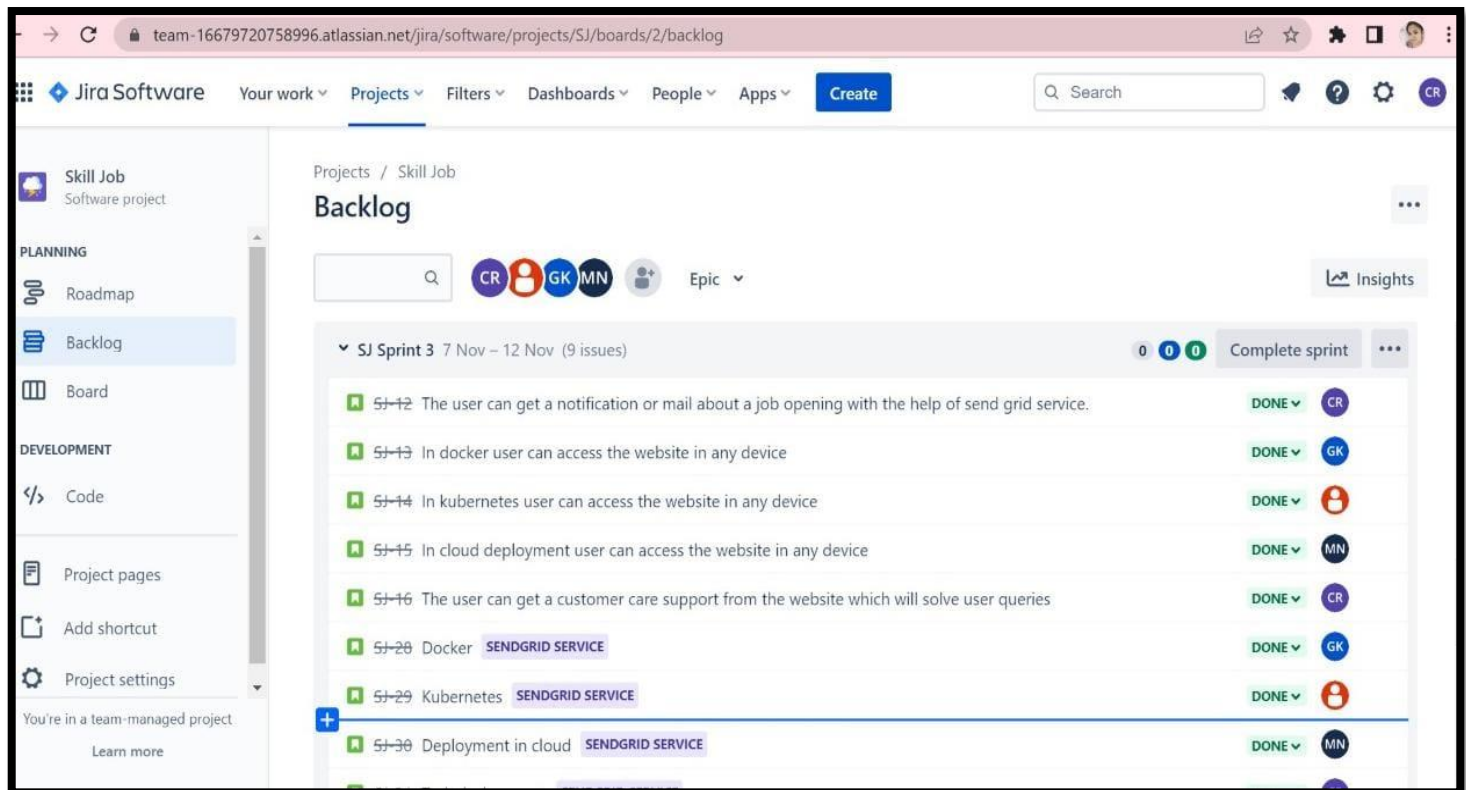 team-16679720758996.atlassian.net/jira/software/projects/SJ/boards/2/backlog
Jira Software Your work Projects Filters Dashboards People Apps Create Search CR
Skill Job
Software project
PLANNING
Roadmap
Backlog
Board
DEVELOPMENT
Code
Project pages
Add shortcut
Project settings
You're in a team-managed project
Learn more
Projects / Skill Job
Backlog
CR GK MN Epic Insights
SJ Sprint 3 7 Nov – 12 Nov (9 issues) 0 0 0 Complete sprint
SJ-12 The user can get a notification or mail about a job opening with the help of send grid service. DONE CR
SJ-13 In docker user can access the website in any device DONE GK
SJ-14 In kubernetes user can access the website in any device DONE
SJ-15 In cloud deployment user can access the website in any device DONE MN
SJ-16 The user can get a customer care support from the website which will solve user queries DONE CR
SJ-28 Docker SENDGRID SERVICE DONE GK
SJ-29 Kubernetes SENDGRID SERVICE DONE
SJ-30 Deployment in cloud SENDGRID SERVICE DONE MN